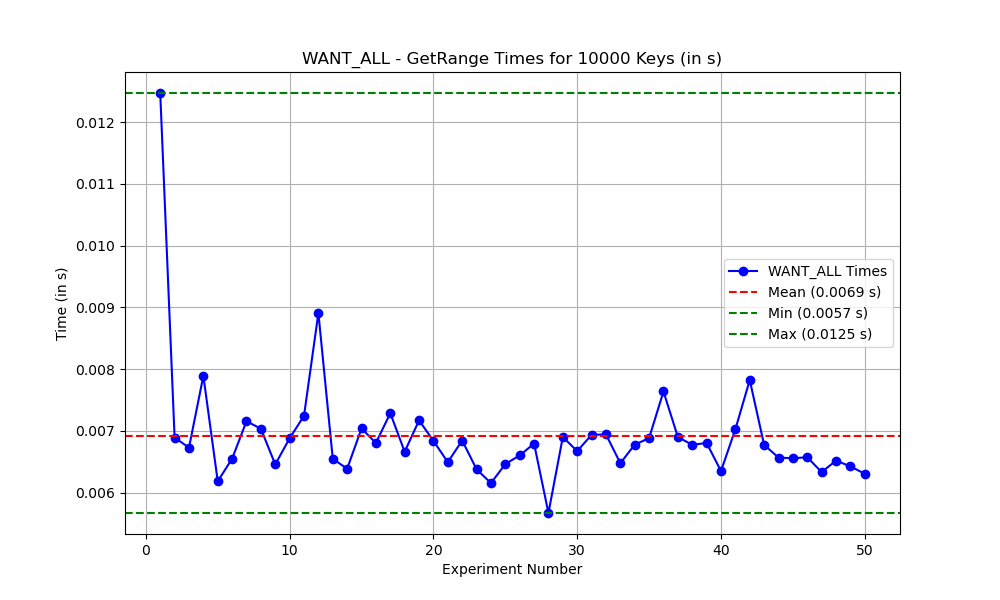 WANT_ALL - GetRange Times for 10000 Keys (in s)
0.012
0.011
0.010
0.009
0.008
0.007
0.006
Time (in s)
WANT_ALL Times
Mean (0.0069 s)
Min (0.0057 s)
Max (0.0125 s)
0 10 20 30 40 50
Experiment Number